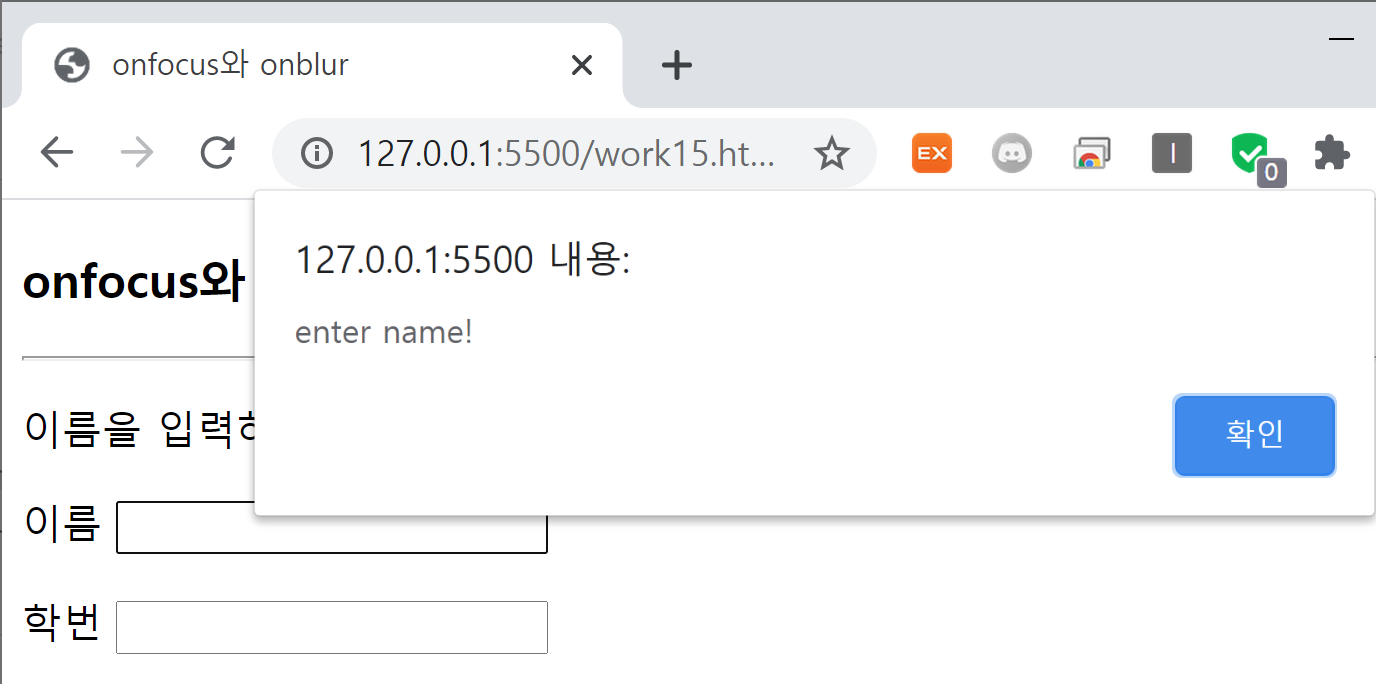 onfocus와 onblur
127.0.0.1:5500/work15.ht...
EX
I
0
127.0.0.1:5500 내용:
enter name!
확인
onfocus와
이름을 입력하
이름
학번